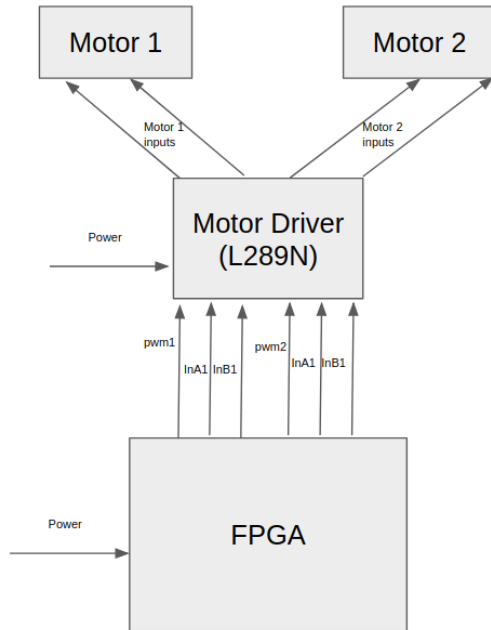 Motor 1
Motor 2
Motor 1
inputs
Motor 2
inputs
Motor Driver
(L289N)
Power
pwm1
InA1
InB1
pwm2
InA1
InB1
Power
FPGA